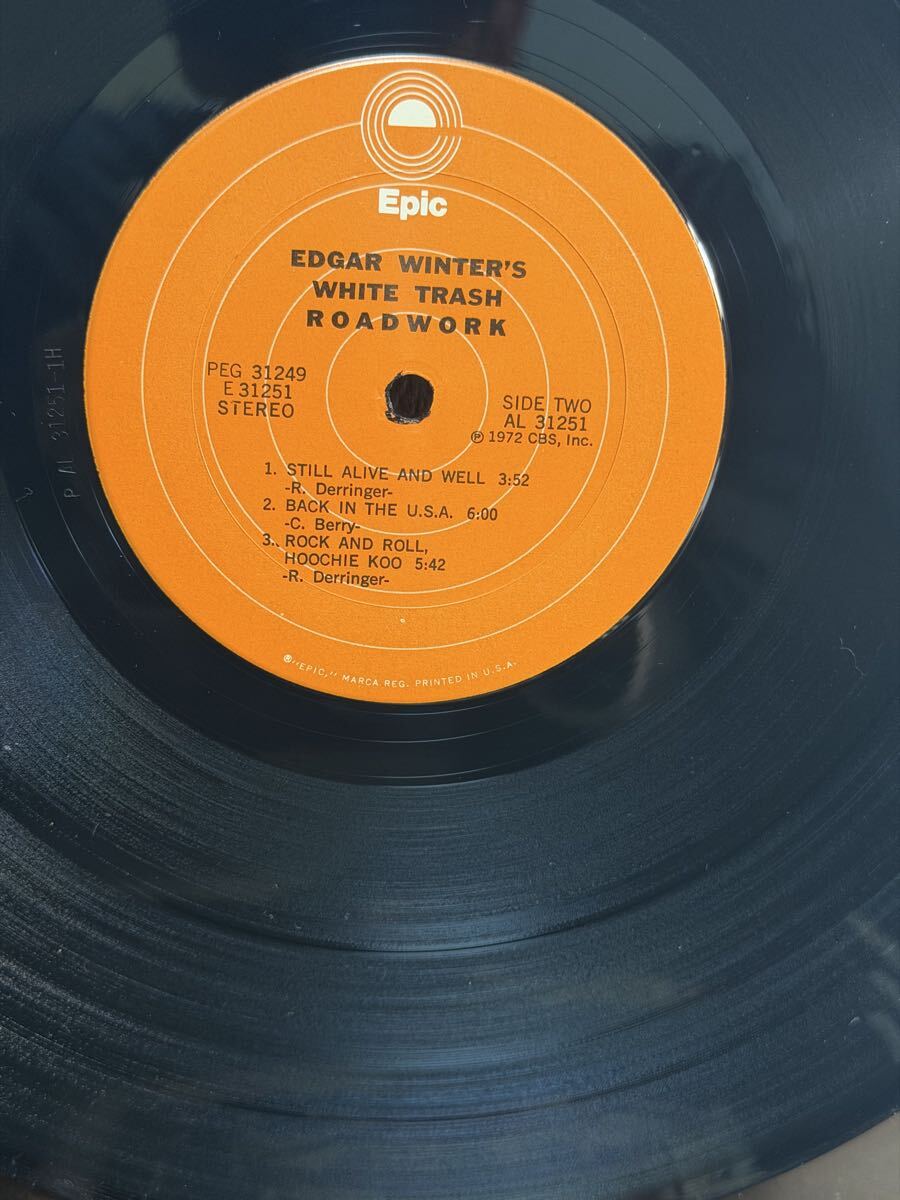 Epic
EDGAR WINTER'S
WHITE TRASH
ROADWORK
PEG 31249
E 31251
STEREO
SIDE TWO
AL 31251
℗ 1972 CBS, Inc.
1. STILL ALIVE AND WELL 3:52
-R. Derringer-
2. BACK IN THE U.S.A. 6:00
-C. Berry-
3. ROCK AND ROLL,
HOOCHIE KOO 5:42
-R. Derringer-
®"EPIC," MARCA REG. PRINTED IN U.S.A.
P AL 31251-1H